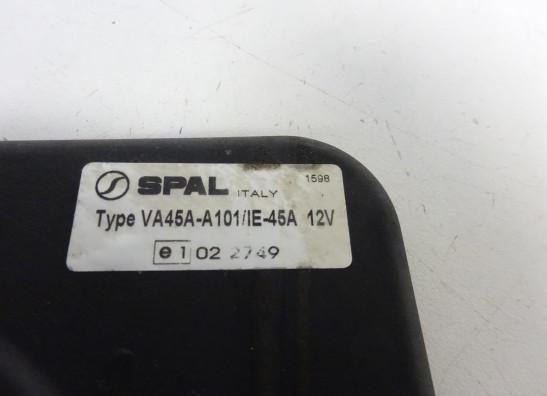 SPAL ITALY 1598
Type VA45A-A101/IE-45A 12V
e1 02 2749